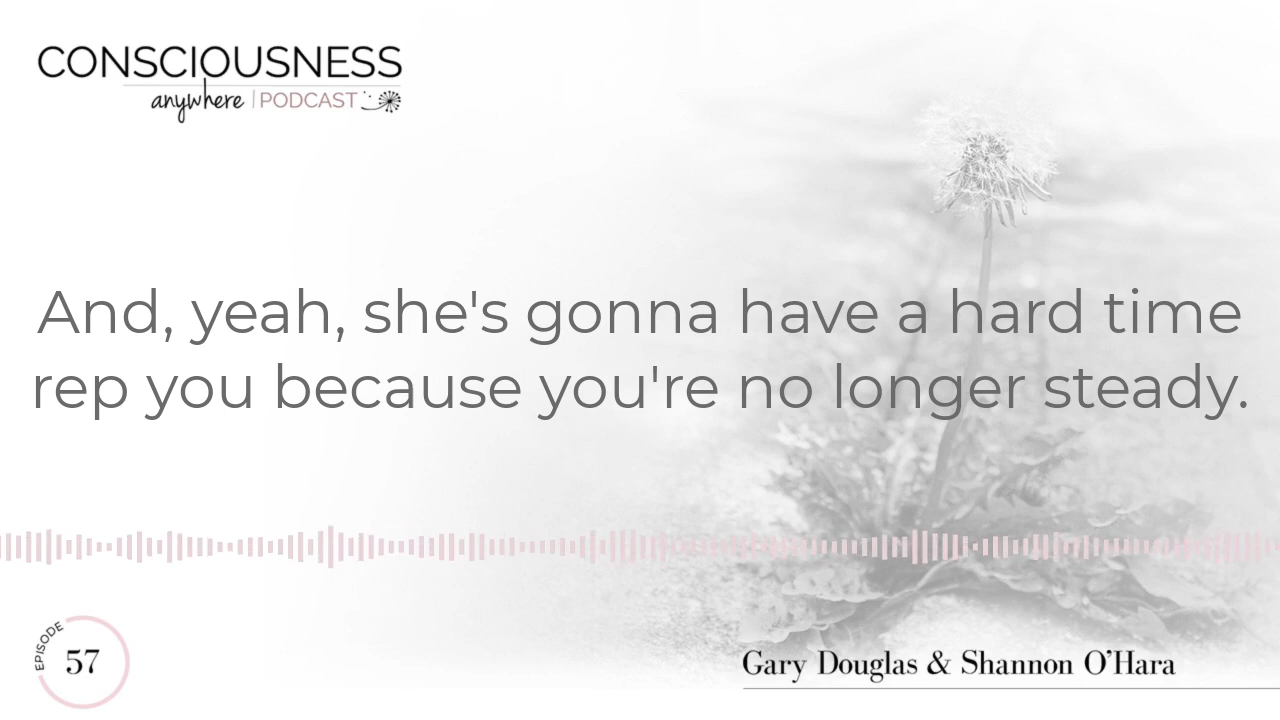 CONSCIOUSNESS
anywhere | PODCAST
And, yeah, she's gonna have a hard time
rep you because you're no longer steady.
EPISODE
57
Gary Douglas & Shannon O'Hara